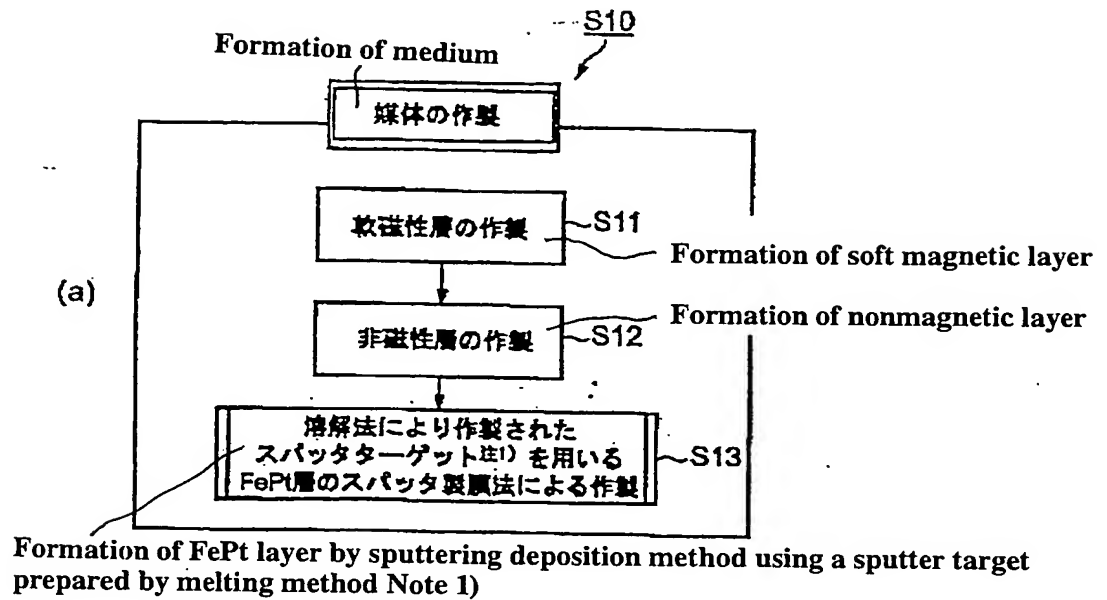 S10
Formation of medium
媒体の作製
軟磁性層の作製
S11
Formation of soft magnetic layer
(a)
非磁性層の作製
S12
Formation of nonmagnetic layer
溶解法により作製された
スパッタターゲット注1）を用いる
FePt層のスパッタ製膜法による作製
S13
Formation of FePt layer by sputtering deposition method using a sputter target
prepared by melting method Note 1)